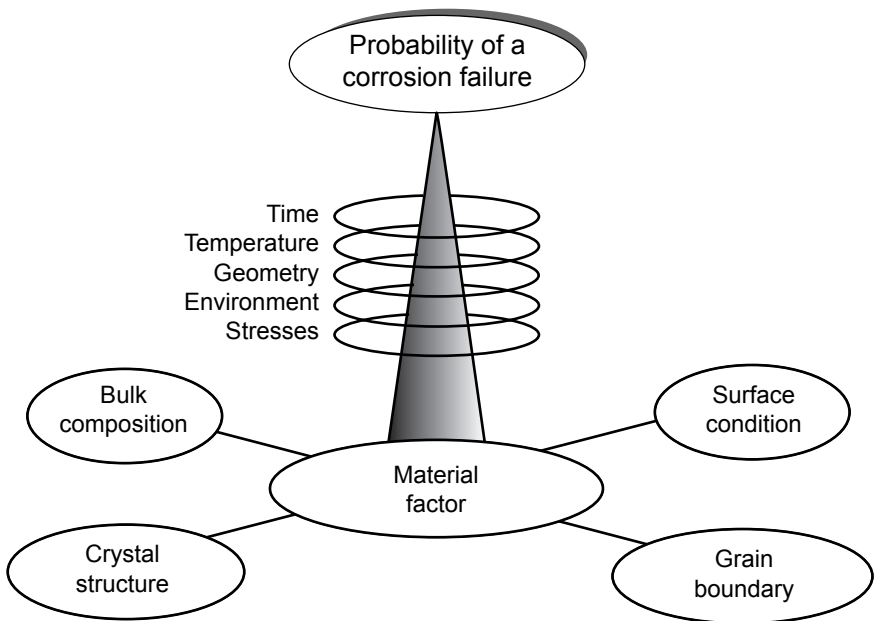 Probability of a
corrosion failure
Time
Temperature
Geometry
Environment
Stresses
Bulk
composition
Surface
condition
Material
factor
Crystal
structure
Grain
boundary